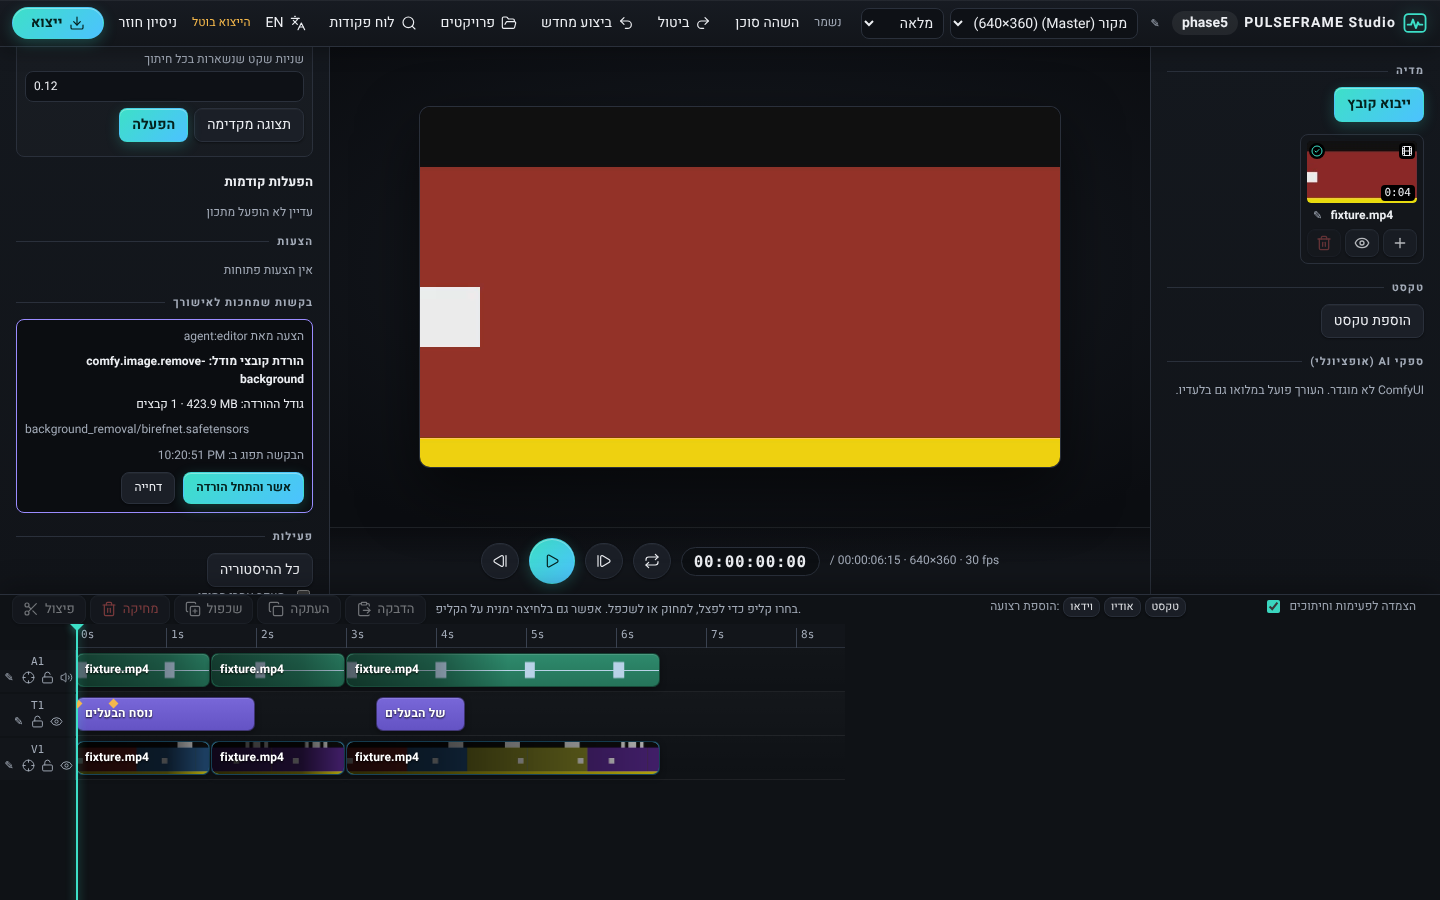 PULSEFRAME Studio
phase5
מקור (Master) (640×360)
מלאה
נשמר
השהה סוכן
ביטול
ביצוע מחדש
פרויקטים
לוח פקודות
EN
הייצוא בוטל
ניסיון חוזר
ייצוא
מדיה
ייבוא קובץ
0:04
fixture.mp4
טקסט
הוספת טקסט
ספקי AI (אופציונלי)
ComfyUI לא מוגדר. העורך פועל במלואו גם בלעדיו.
00:00:00:00
/ 00:00:06:15 · 640×360 · 30 fps
שניות שקט שנשארות בכל חיתוך
0.12
תצוגה מקדימה
הפעלה
הפעלות קודמות
עדיין לא הופעל מתכון
הצעות
אין הצעות פתוחות
בקשות שמחכות לאישורך
הצעה מאת agent:editor
הורדת קובצי מודל: comfy.image.remove-
background
גודל ההורדה: 423.9 MB · 1 קבצים
background_removal/birefnet.safetensors
הבקשה תפוג ב: 10:20:51 PM
אשר והתחל הורדה
דחייה
פעילות
כל ההיסטוריה
הצמדה לפעימות וחיתוכים
הוספת רצועה:
טקסט
אודיו
וידאו
בחרו קליפ כדי לפצל, למחוק או לשכפל. אפשר גם בלחיצה ימנית על הקליפ.
הדבקה
העתקה
שכפול
מחיקה
פיצול
0s 1s 2s 3s 4s 5s 6s 7s 8s
A1
fixture.mp4 fixture.mp4 fixture.mp4
T1
נוסח הבעלים
של הבעלים
V1
fixture.mp4 fixture.mp4 fixture.mp4